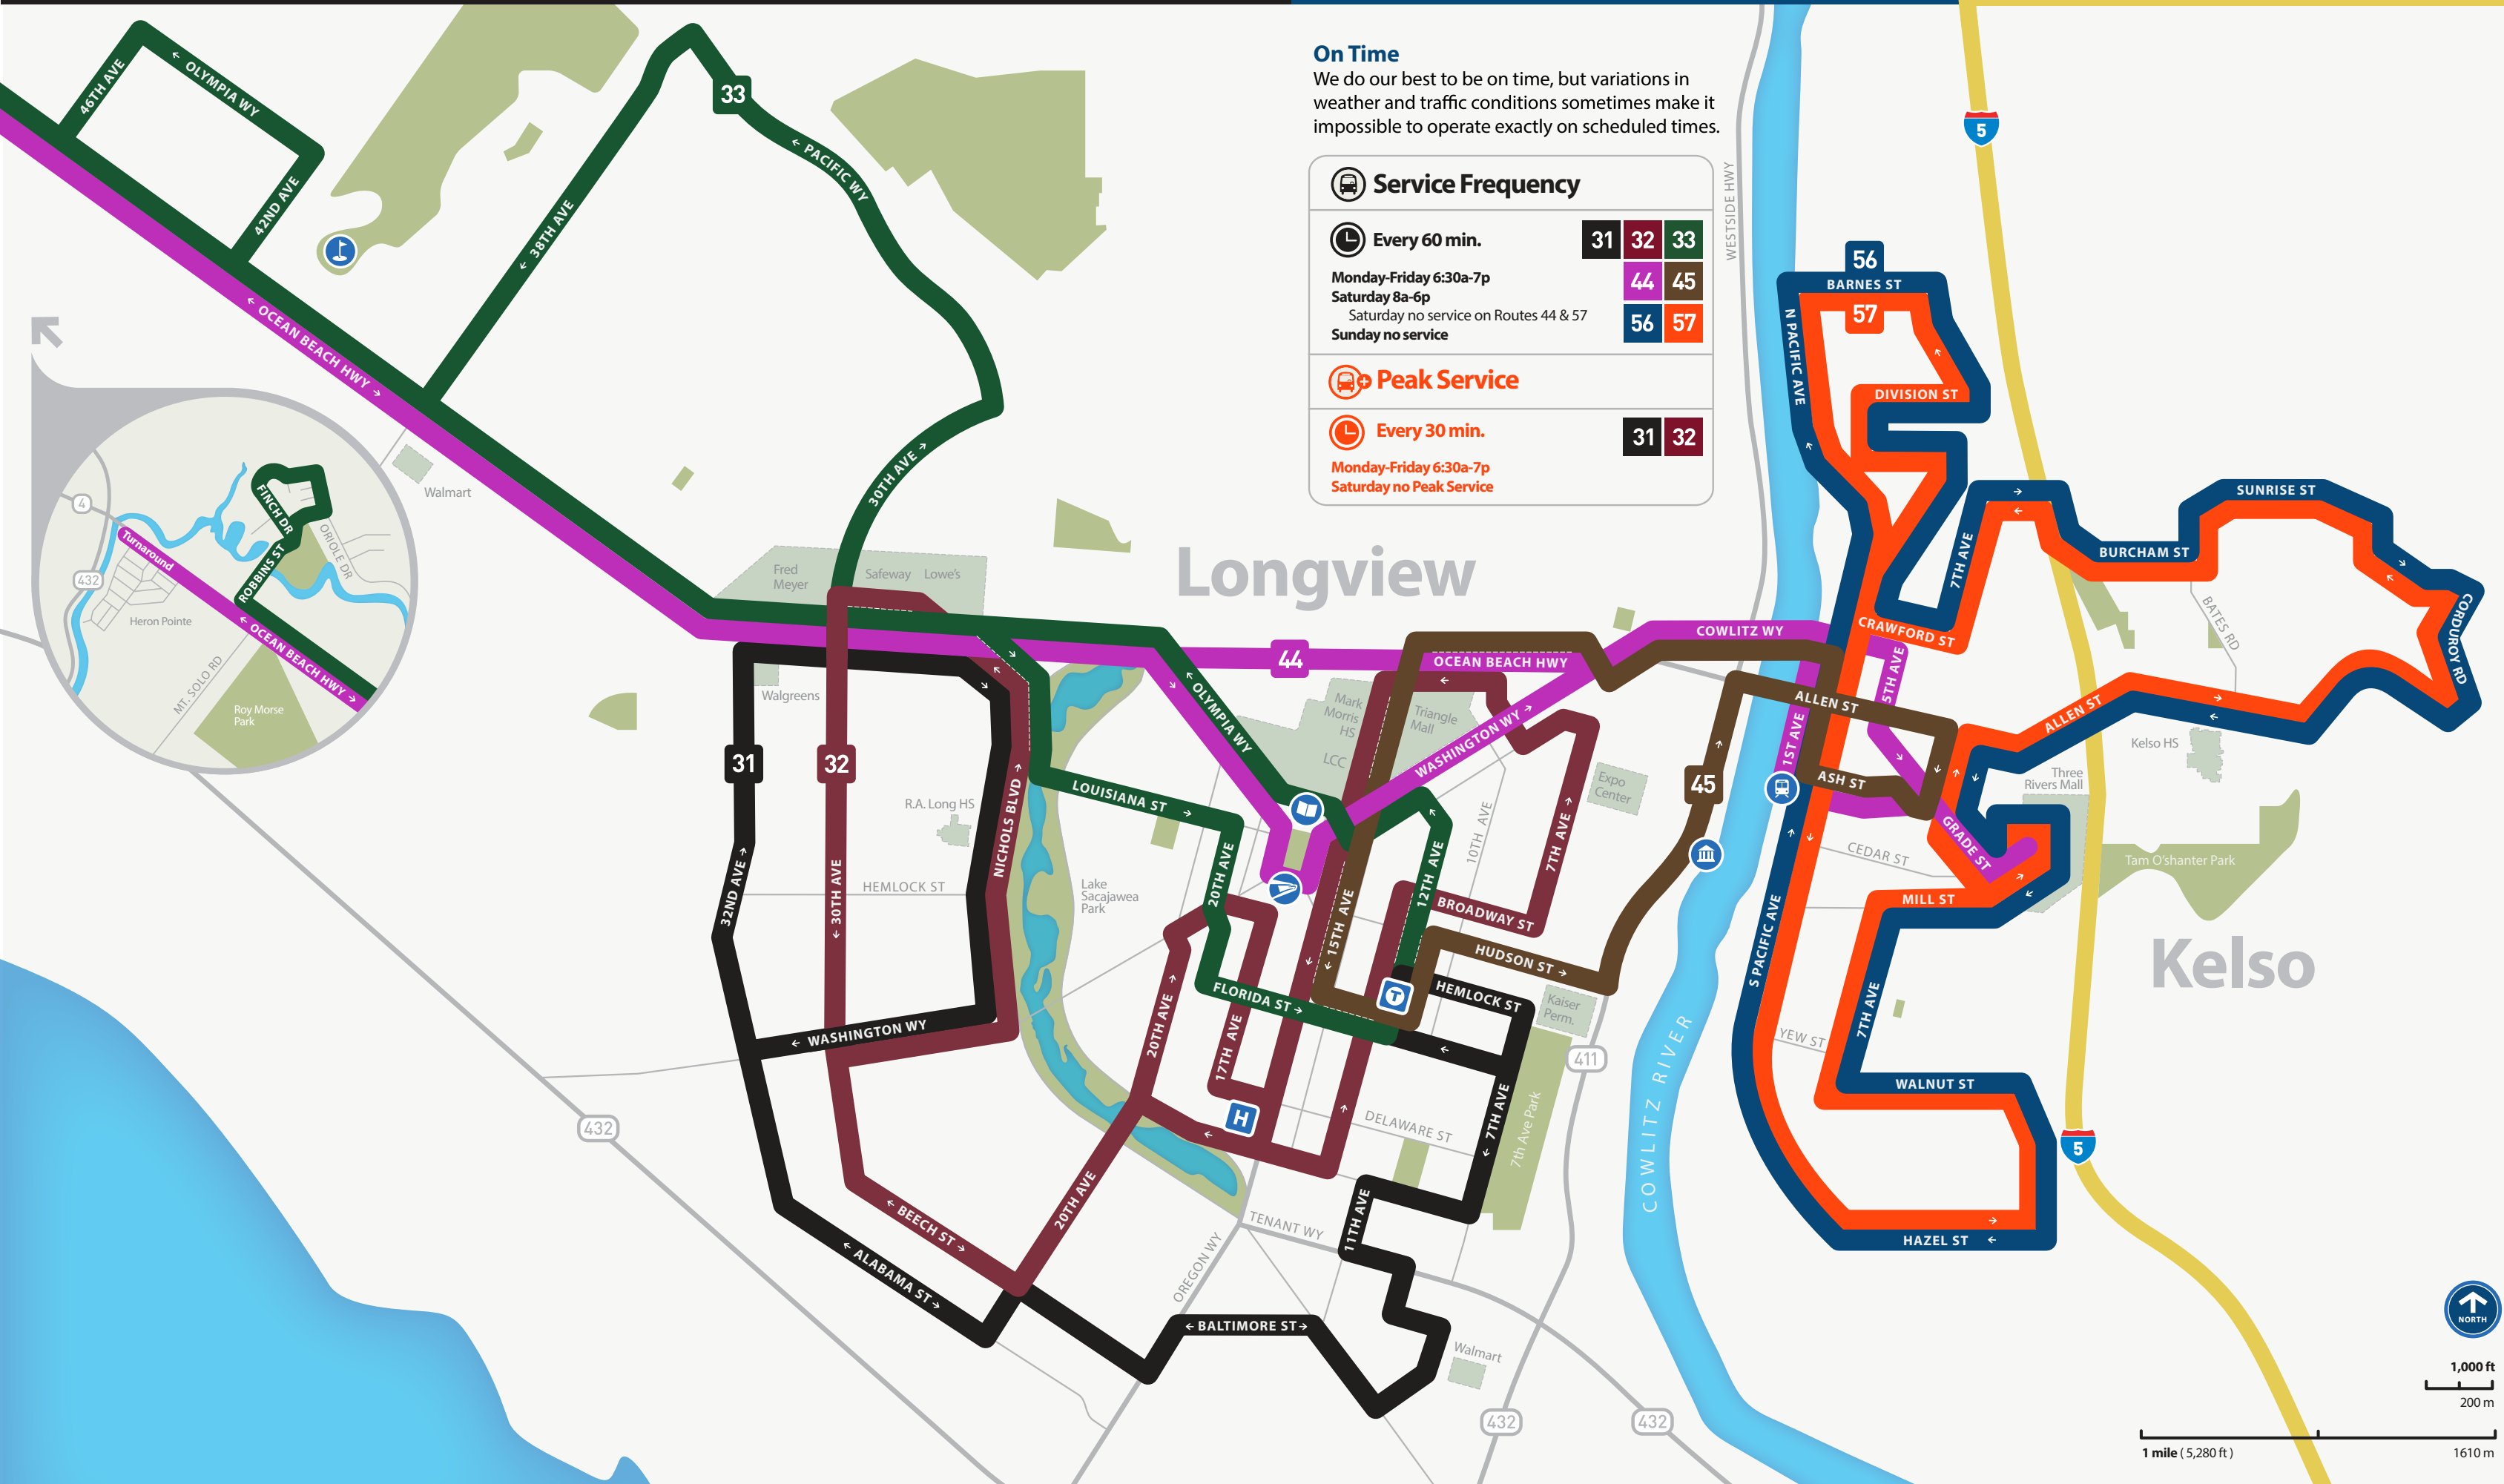 On Time
We do our best to be on time, but variations in
weather and traffic conditions sometimes make it
impossible to operate exactly on scheduled times.
Service Frequency
Every 60 min.
31 32 33
Monday-Friday 6:30a-7p
44 45
Saturday 8a-6p
Saturday no service on Routes 44 & 57
56 57
Sunday no service
Peak Service
Every 30 min.
31 32
Monday-Friday 6:30a-7p
Saturday no Peak Service
46TH AVE
← OLYMPIA WY
42ND AVE
33
← PACIFIC WY
← 38TH AVE
← OCEAN BEACH HWY →
30TH AVE →
Walmart
4
432
Turnaround
FINCH DR
ROBBINS ST
ORIOLE DR
Heron Pointe
← OCEAN BEACH HWY →
MT. SOLO RD
Roy Morse
Park
Fred
Meyer
Safeway
Lowe's
Walgreens
31
32
R.A. Long HS
HEMLOCK ST
32ND AVE →
← 30TH AVE
NICHOLS BLVD →
← WASHINGTON WY
← BEECH ST →
← ALABAMA ST →
20TH AVE
432
Longview
44
OCEAN BEACH HWY
COWLITZ WY
← OLYMPIA WY
LOUISIANA ST →
Mark
Morris
HS
LCC
Triangle
Mall
WASHINGTON WY →
10TH AVE
Expo
Center
7TH AVE →
20TH AVE
Lake
Sacajawea
Park
12TH AVE
BROADWAY ST
← 15TH AVE
HUDSON ST →
FLORIDA ST →
T
HEMLOCK ST
Kaiser
Perm.
20TH AVE →
17TH AVE
H
DELAWARE ST
← 7TH AVE
7th Ave Park
411
11TH AVE
TENANT WY
OREGON WY
← BALTIMORE ST →
Walmart
432
432
WESTSIDE HWY
5
56
BARNES ST
57
N PACIFIC AVE
DIVISION ST
7TH AVE
CRAWFORD ST
BURCHAM ST
SUNRISE ST
BATES RD
CORDUROY RD
5TH AVE
ALLEN ST
1ST AVE
ALLEN ST
45
ASH ST
Kelso HS
Three
Rivers Mall
GRADE ST
CEDAR ST
Tam O'shanter Park
MILL ST
S PACIFIC AVE
Kelso
7TH AVE
YEW ST
WALNUT ST
COWLITZ RIVER
HAZEL ST ←
5
NORTH
1,000 ft
200 m
1 mile ( 5,280 ft )
1610 m